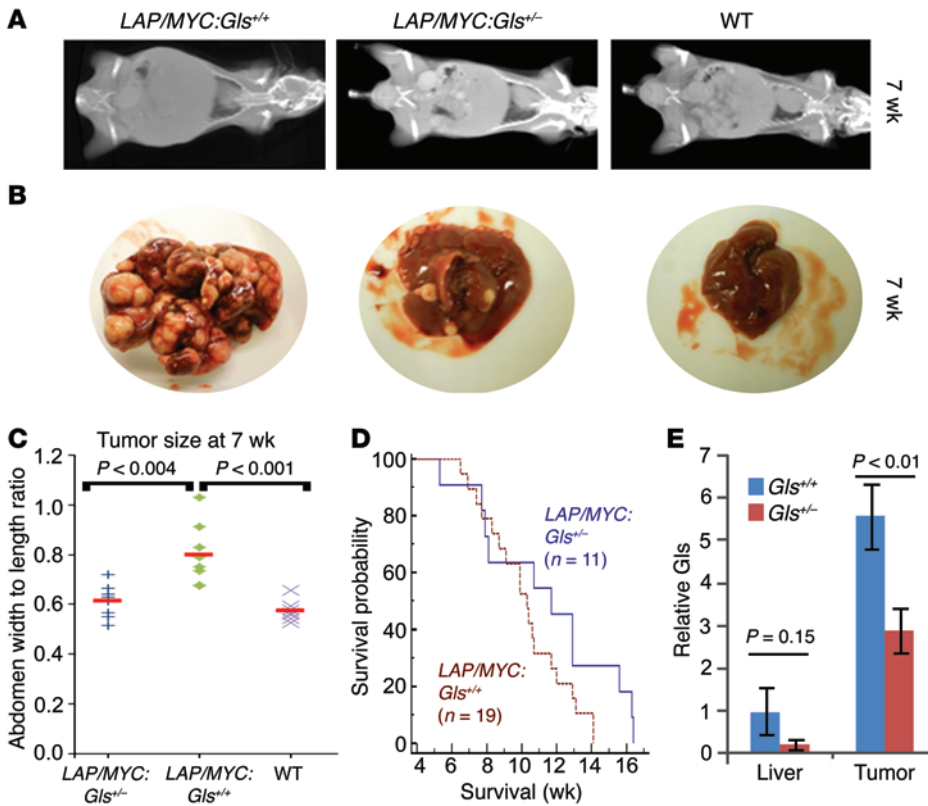 A
LAP/MYC:Gls+/+
LAP/MYC:Gls+/–
WT
7 wk
B
7 wk
C
Tumor size at 7 wk
P < 0.004
P < 0.001
Abdomen width to length ratio
1.2
1.0
0.8
0.6
0.4
0.2
0.0
LAP/MYC:
Gls+/–
LAP/MYC:
Gls+/+
WT
D
Survival probability
100
80
60
40
20
0
LAP/MYC:
Gls+/–
(n = 11)
LAP/MYC:
Gls+/+
(n = 19)
4 6 8 10 12 14 16
Survival (wk)
E
Relative Gls
7
6
5
4
3
2
1
0
Gls+/+
Gls+/–
P < 0.01
P = 0.15
Liver
Tumor